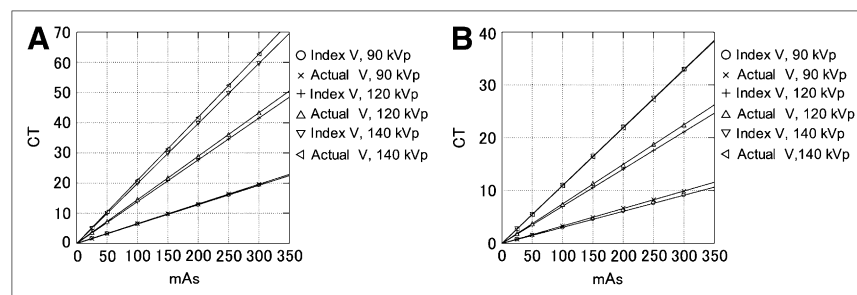 A
CT
70
60
50
40
30
20
10
0
0 50 100 150 200 250 300 350
mAs
Index V, 90 kVp
Actual V, 90 kVp
Index V, 120 kVp
Actual V, 120 kVp
Index V, 140 kVp
Actual V, 140 kVp
B
CT
40
30
20
10
0
0 50 100 150 200 250 300 350
mAs
Index V, 90 kVp
Actual V, 90 kVp
Index V, 120 kVp
Actual V, 120 kVp
Index V, 140 kVp
Actual V,140 kVp